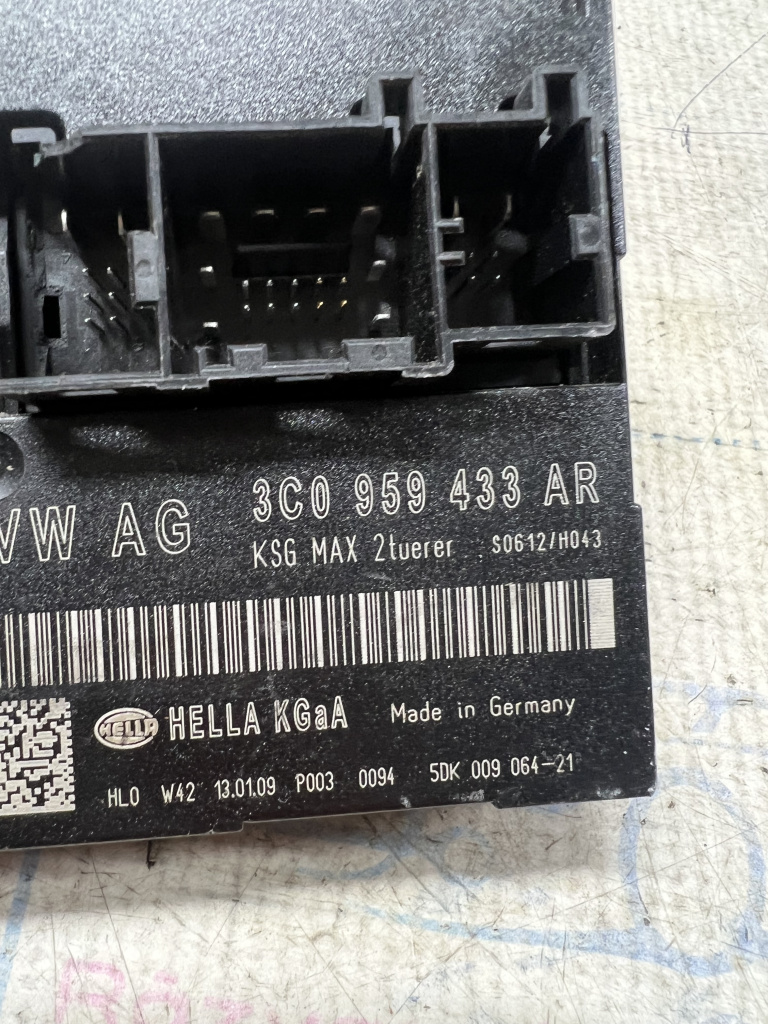 VW AG
3C0 959 433 AR
KSG MAX 2tuerer S0612/H043
HELLA HELLA KGaA Made in Germany
HLO W42 13.01.09 P003 0094 5DK 009 064-21